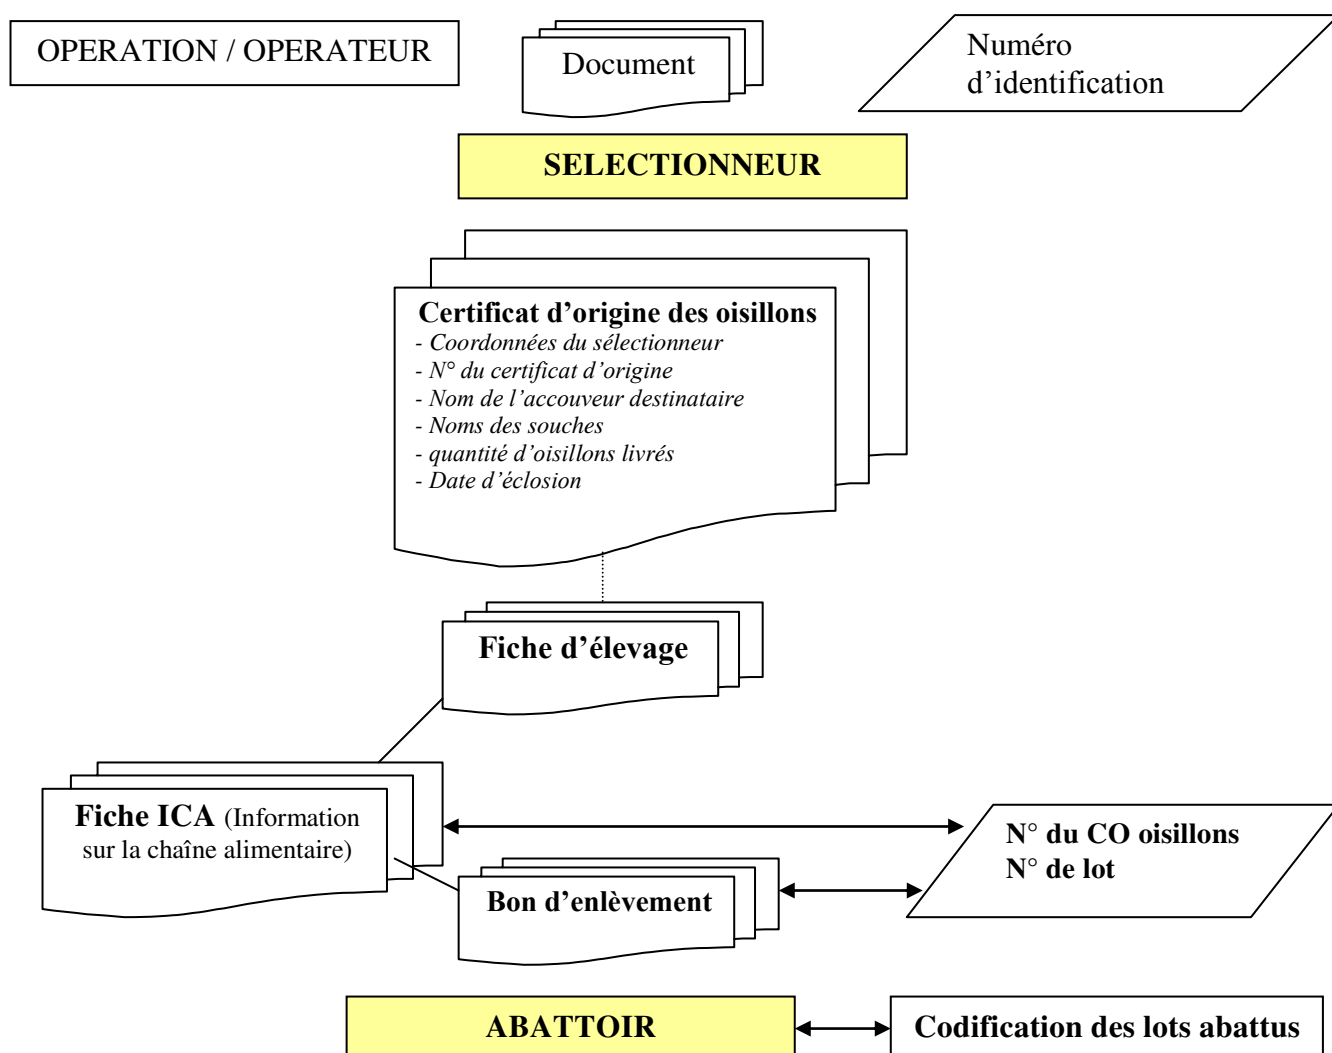 OPERATION / OPERATEUR
Document
Numéro
d’identification
SELECTIONNEUR
Certificat d’origine des oisillons
- Coordonnées du sélectionneur
- N° du certificat d’origine
- Nom de l’accouveur destinataire
- Noms des souches
- quantité d’oisillons livrés
- Date d’éclosion
Fiche d’élevage
Fiche ICA (Information
sur la chaîne alimentaire)
N° du CO oisillons
N° de lot
Bon d’enlèvement
ABATTOIR
Codification des lots abattus